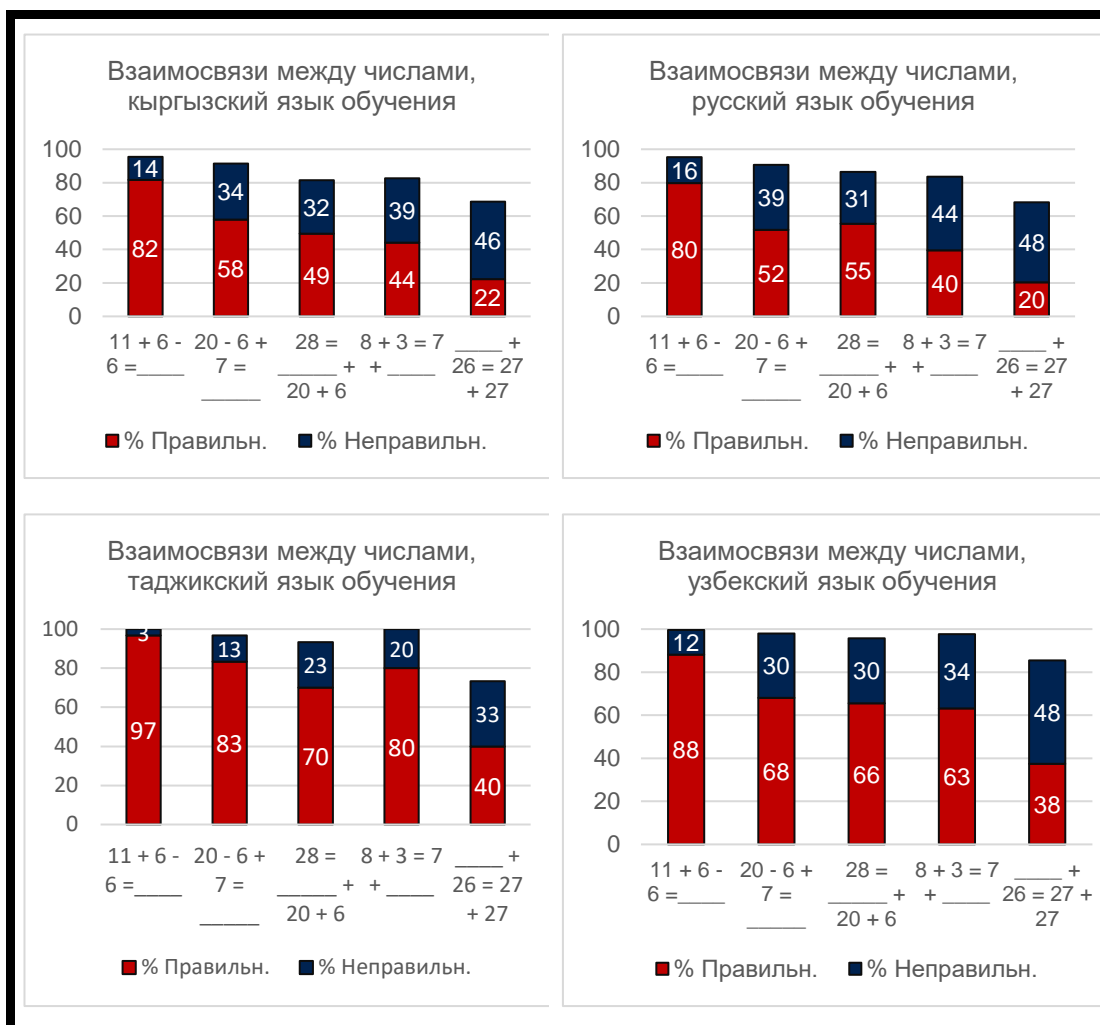 Взаимосвязи между числами,
кыргызский язык обучения
100
80
60
40
20
0
14
34
32
39
46
82
58
49
44
22
11 + 6 - 20 - 6 + 28 = 8 + 3 = 7 ____ +
6 =____ 7 = _____ + + ____ 26 = 27
_____ 20 + 6 + 27
% Правильн. % Неправильн.
Взаимосвязи между числами,
русский язык обучения
100
80
60
40
20
0
16
39
31
44
48
80
52
55
40
20
11 + 6 - 20 - 6 + 28 = 8 + 3 = 7 ____ +
6 =____ 7 = _____ + + ____ 26 = 27
_____ 20 + 6 + 27
% Правильн. % Неправильн.
Взаимосвязи между числами,
таджикский язык обучения
100
80
60
40
20
0
3
13
23
20
33
97
83
70
80
40
11 + 6 - 20 - 6 + 28 = 8 + 3 = 7 ____ +
6 =____ 7 = _____ + + ____ 26 = 27
_____ 20 + 6 + 27
% Правильн. % Неправильн.
Взаимосвязи между числами,
узбекский язык обучения
100
80
60
40
20
0
12
30
30
34
48
88
68
66
63
38
11 + 6 - 20 - 6 + 28 = 8 + 3 = 7 ____ +
6 =____ 7 = _____ + + ____ 26 = 27 +
_____ 20 + 6 27
% Правильн. % Неправильн.